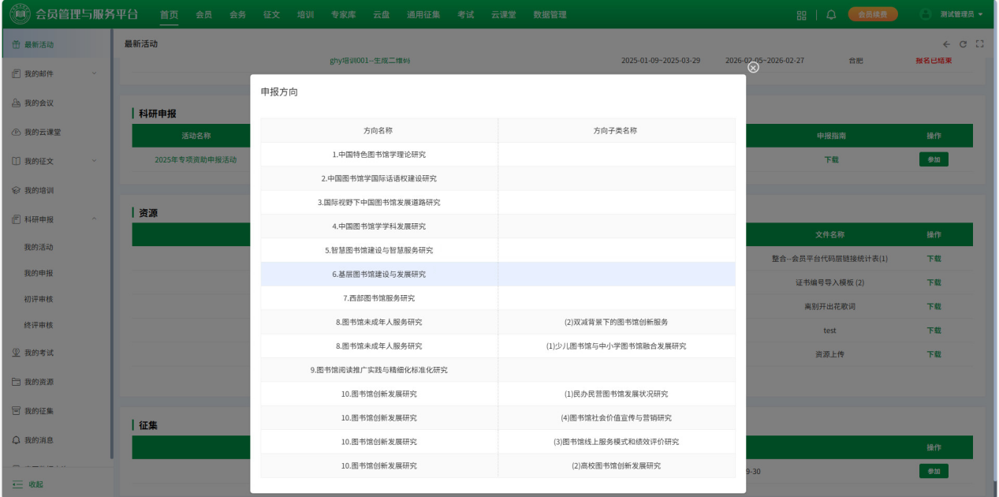 会员管理与服务平台 首页 会员 会务 征文 培训 专家库 云盘 通用征集 考试 云课堂 数据管理 会员续费 测试管理员
最新活动
我的邮件
我的会议
我的云课堂
我的征文
我的培训
科研申报
我的活动
我的申报
初评审核
终评审核
我的考试
我的资源
我的征集
我的消息
收起
最新活动
ghy培训001--生成二维码 2025-01-09~2025-03-29 2026-02-05~2026-02-27 合肥 报名已结束
科研申报
活动名称 申报指南 操作
2025年专项资助申报活动 下载 参加
资源
文件名称 操作
整合--会员平台代码层链接统计表(1) 下载
证书编号导入模板 (2) 下载
离别开出花歌词 下载
test 下载
资源上传 下载
征集
操作
9-30 参加
申报方向
方向名称 方向子类名称
1.中国特色图书馆学理论研究
2.中国图书馆学国际话语权建设研究
3.国际视野下中国图书馆发展道路研究
4.中国图书馆学学科发展研究
5.智慧图书馆建设与智慧服务研究
6.基层图书馆建设与发展研究
7.西部图书馆服务研究
8.图书馆未成年人服务研究 (2)双减背景下的图书馆创新服务
8.图书馆未成年人服务研究 (1)少儿图书馆与中小学图书馆融合发展研究
9.图书馆阅读推广实践与精细化标准化研究
10.图书馆创新发展研究 (1)民办民营图书馆发展状况研究
10.图书馆创新发展研究 (4)图书馆社会价值宣传与营销研究
10.图书馆创新发展研究 (3)图书馆线上服务模式和绩效评价研究
10.图书馆创新发展研究 (2)高校图书馆创新发展研究